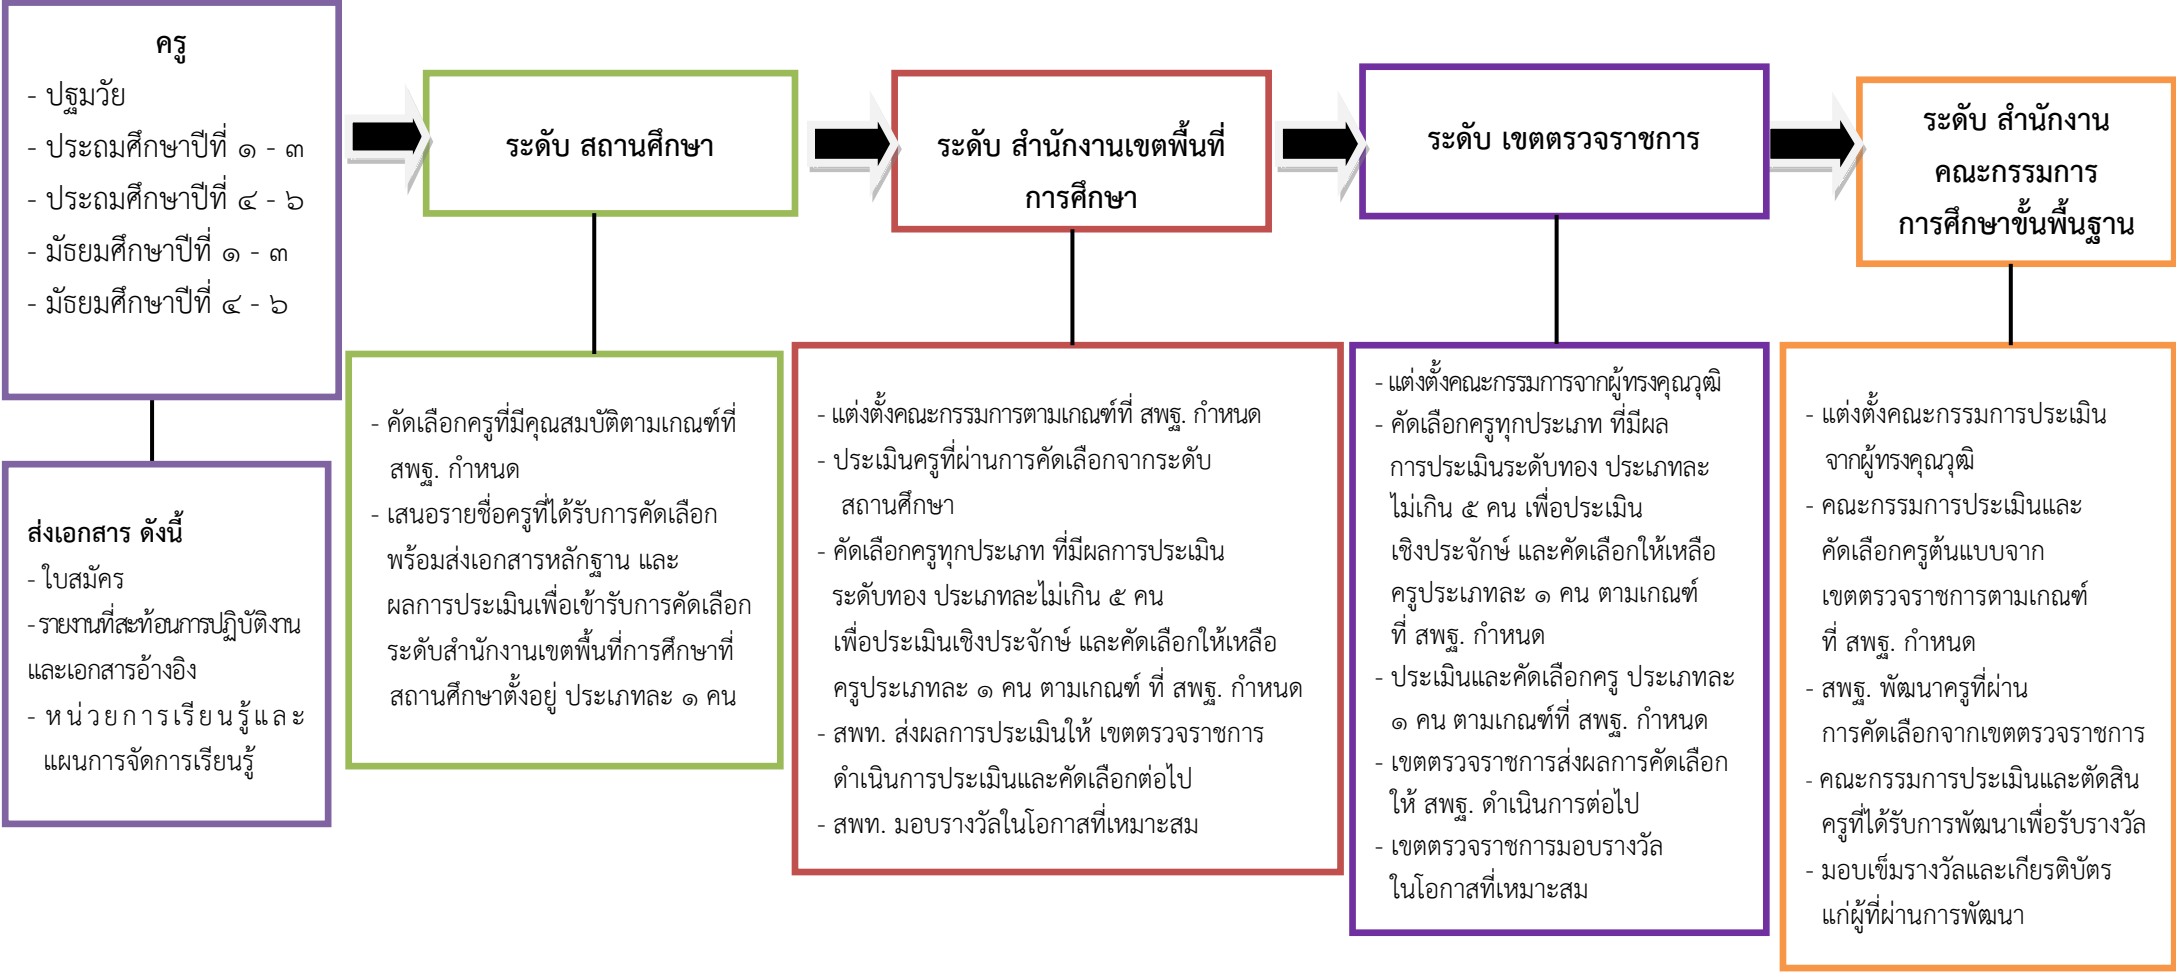 ครู
- ปฐมวัย
- ประถมศึกษาปีที่ ๑ - ๓
- ประถมศึกษาปีที่ ๔ - ๖
- มัธยมศึกษาปีที่ ๑ - ๓
- มัธยมศึกษาปีที่ ๔ - ๖
ส่งเอกสาร ดังนี้
- ใบสมัคร
- รายงานที่สะท้อนการปฏิบัติงาน
และเอกสารอ้างอิง
- หน่วยการเรียนรู้และ
แผนการจัดการเรียนรู้
ระดับ สถานศึกษา
- คัดเลือกครูที่มีคุณสมบัติตามเกณฑ์ที่
สพฐ. กำหนด
- เสนอรายชื่อครูที่ได้รับการคัดเลือก
พร้อมส่งเอกสารหลักฐาน และ
ผลการประเมินเพื่อเข้ารับการคัดเลือก
ระดับสำนักงานเขตพื้นที่การศึกษาที่
สถานศึกษาตั้งอยู่ ประเภทละ ๑ คน
ระดับ สำนักงานเขตพื้นที่
การศึกษา
- แต่งตั้งคณะกรรมการตามเกณฑ์ที่ สพฐ. กำหนด
- ประเมินครูที่ผ่านการคัดเลือกจากระดับ
สถานศึกษา
- คัดเลือกครูทุกประเภท ที่มีผลการประเมิน
ระดับทอง ประเภทละไม่เกิน ๕ คน
เพื่อประเมินเชิงประจักษ์ และคัดเลือกให้เหลือ
ครูประเภทละ ๑ คน ตามเกณฑ์ ที่ สพฐ. กำหนด
- สพท. ส่งผลการประเมินให้ เขตตรวจราชการ
ดำเนินการประเมินและคัดเลือกต่อไป
- สพท. มอบรางวัลในโอกาสที่เหมาะสม
ระดับ เขตตรวจราชการ
- แต่งตั้งคณะกรรมการจากผู้ทรงคุณวุฒิ
- คัดเลือกครูทุกประเภท ที่มีผล
การประเมินระดับทอง ประเภทละ
ไม่เกิน ๕ คน เพื่อประเมิน
เชิงประจักษ์ และคัดเลือกให้เหลือ
ครูประเภทละ ๑ คน ตามเกณฑ์
ที่ สพฐ. กำหนด
- ประเมินและคัดเลือกครู ประเภทละ
๑ คน ตามเกณฑ์ที่ สพฐ. กำหนด
- เขตตรวจราชการส่งผลการคัดเลือก
ให้ สพฐ. ดำเนินการต่อไป
- เขตตรวจราชการมอบรางวัล
ในโอกาสที่เหมาะสม
ระดับ สำนักงาน
คณะกรรมการ
การศึกษาขั้นพื้นฐาน
- แต่งตั้งคณะกรรมการประเมิน
จากผู้ทรงคุณวุฒิ
- คณะกรรมการประเมินและ
คัดเลือกครูต้นแบบจาก
เขตตรวจราชการตามเกณฑ์
ที่ สพฐ. กำหนด
- สพฐ. พัฒนาครูที่ผ่าน
การคัดเลือกจากเขตตรวจราชการ
- คณะกรรมการประเมินและตัดสิน
ครูที่ได้รับการพัฒนาเพื่อรับรางวัล
- มอบเข็มรางวัลและเกียรติบัตร
แก่ผู้ที่ผ่านการพัฒนา